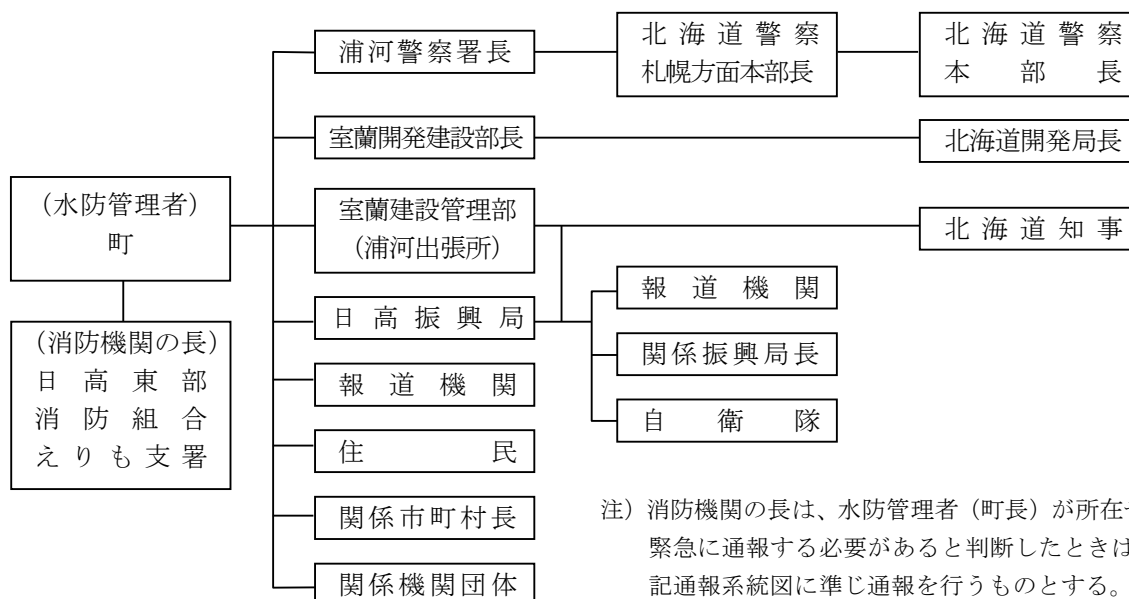 浦河警察署長
北海道警察
札幌方面本部長
北海道警察
本部長
室蘭開発建設部長
北海道開発局長
（水防管理者）
町
室蘭建設管理部
（浦河出張所）
北海道知事
報道機関
日高振興局
（消防機関の長）
日高東部
消防組合
えりも支署
関係振興局長
報道機関
自衛隊
住民
関係市町村長
関係機関団体
注）消防機関の長は、水防管理者（町長）が所在
緊急に通報する必要があると判断したときは
記通報系統図に準じ通報を行うものとする。